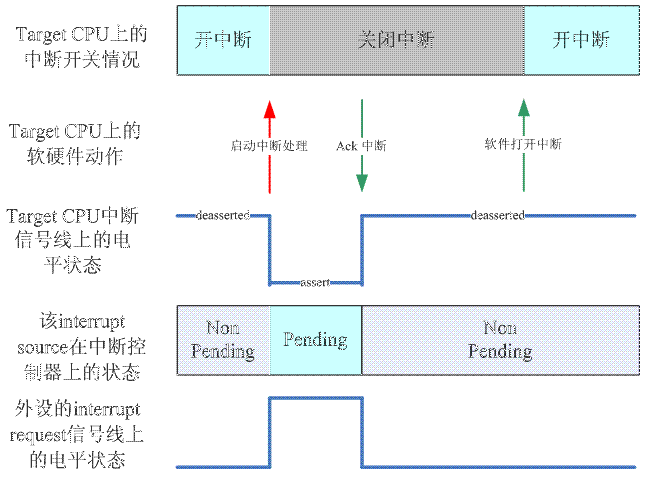 Target CPU上的
中断开关情况
开中断
关闭中断
开中断
Target CPU上的
软硬件动作
启动中断处理
Ack 中断
软件打开中断
Target CPU中断
信号线上的电
平状态
deasserted
assert
deasserted
该interrupt
source在中断控
制器上的状态
Non
Pending
Pending
Non
Pending
外设的interrupt
request信号线上
的电平状态